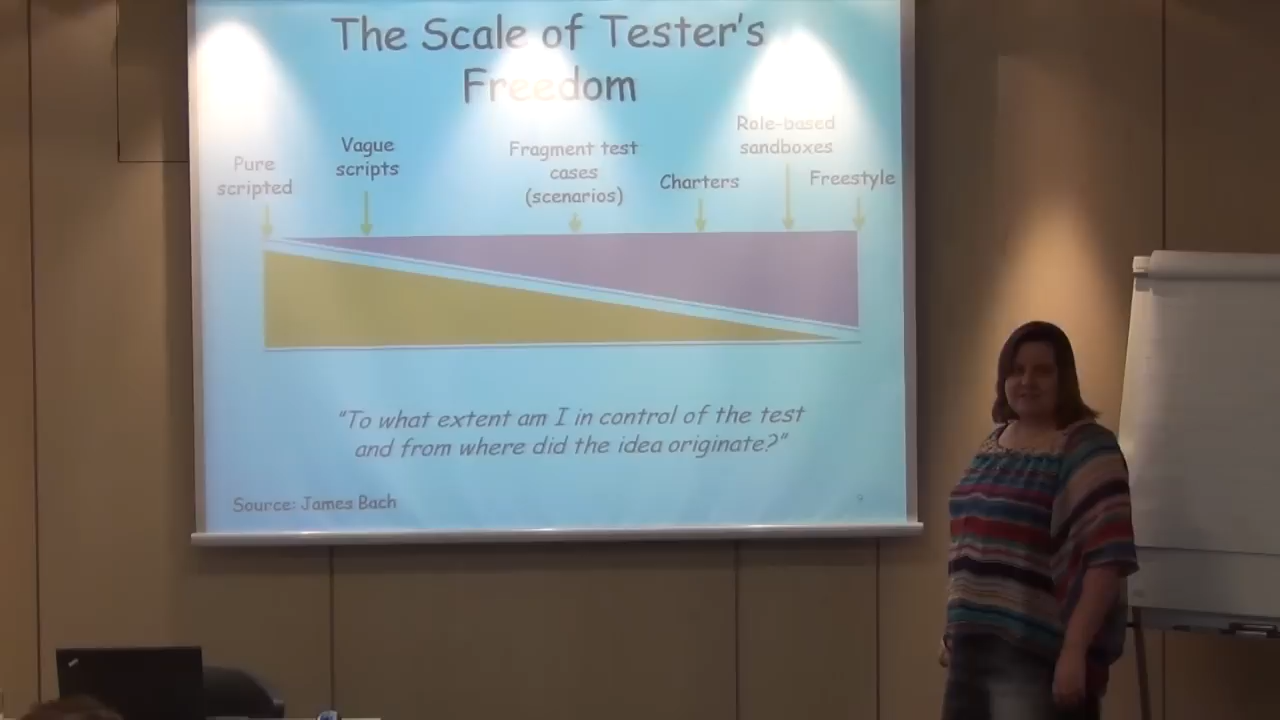 The Scale of Tester's
Freedom
Pure
scripted
Vague
scripts
Fragment test
cases
(scenarios)
Charters
Role-based
sandboxes
Freestyle
"To what extent am I in control of the test
and from where did the idea originate?"
Source: James Bach
9